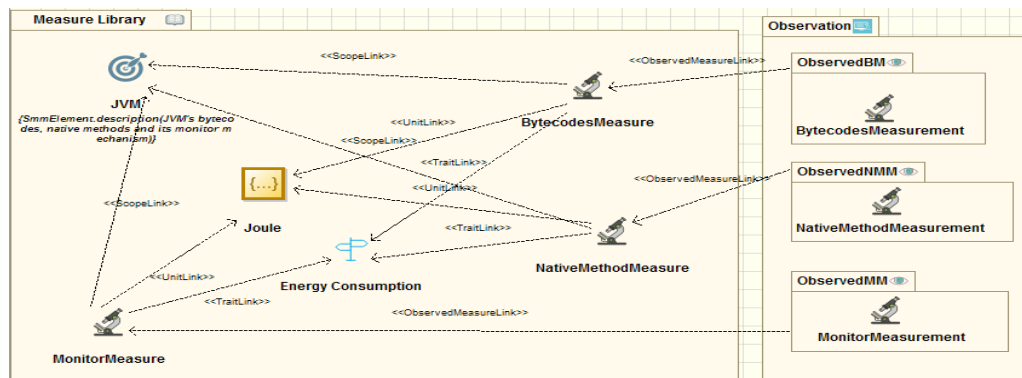 Measure Library
Observation
<<ScopeLink>>
<<ObservedMeasureLink>>
ObservedBM
JVM
{SmmElement.description(JVM's byteco
des, native methods and its monitor m
echanism)}
BytecodesMeasure
BytecodesMeasurement
<<UnitLink>>
<<ScopeLink>>
<<TraitLink>>
<<ObservedMeasureLink>>
ObservedNMM
{...}
<<UnitLink>>
<<ScopeLink>>
Joule
<<TraitLink>>
NativeMethodMeasurement
NativeMethodMeasure
Energy Consumption
<<UnitLink>>
ObservedMM
<<TraitLink>>
<<ObservedMeasureLink>>
MonitorMeasurement
MonitorMeasure